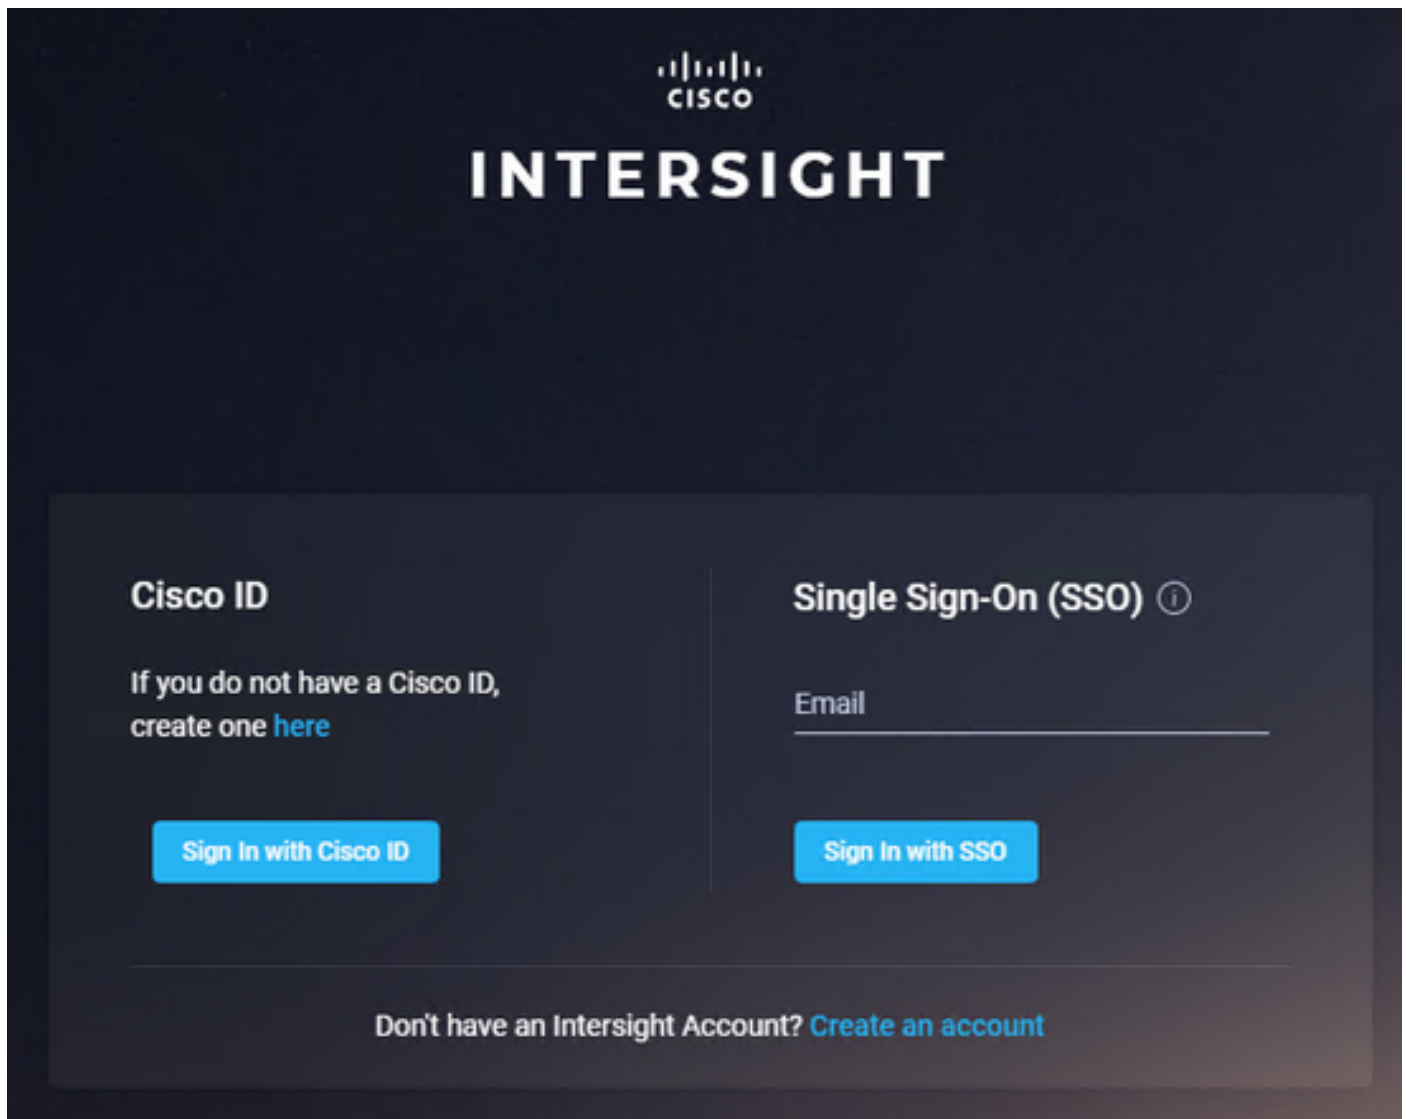 CISCO
INTERSIGHT
Cisco ID
If you do not have a Cisco ID,
create one here
Sign In with Cisco ID
Single Sign-On (SSO) i
Email
Sign In with SSO
Don't have an Intersight Account? Create an account